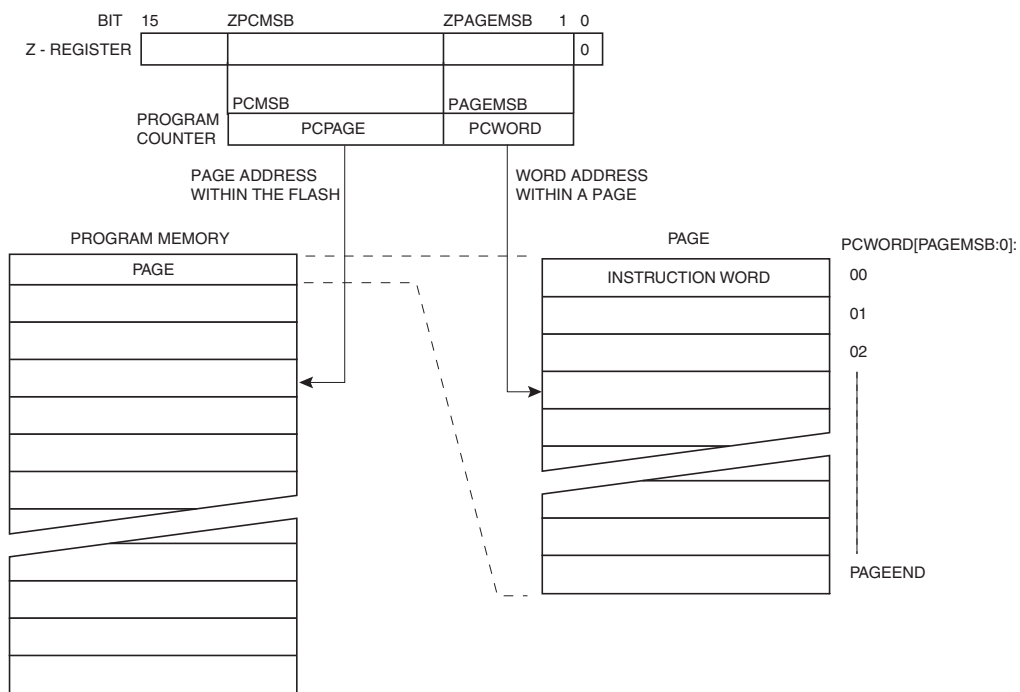 BIT 15 ZPCMSB ZPAGEMSB 1 0
Z - REGISTER 0
PCMSB PAGEMSB
PROGRAM
COUNTER
PCPAGE PCWORD
PAGE ADDRESS
WITHIN THE FLASH
WORD ADDRESS
WITHIN A PAGE
PROGRAM MEMORY
PAGE
PAGE
PCWORD[PAGEMSB:0]:
INSTRUCTION WORD 00
01
02
PAGEEND